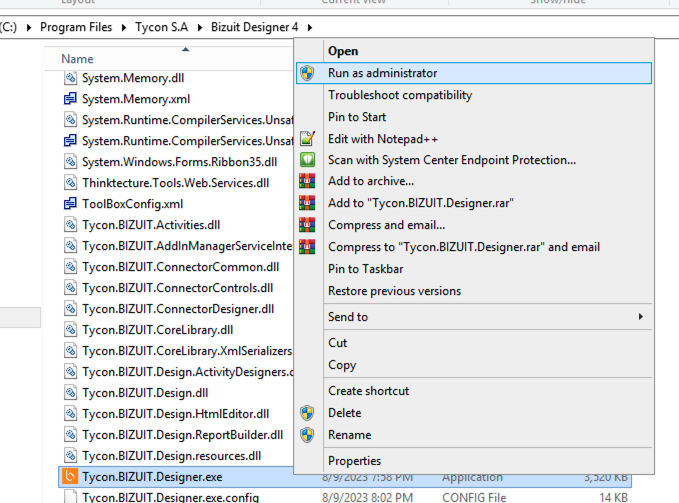 Layout
Current view
Show/hide
(C:) Program Files Tycon S.A Bizuit Designer 4
Name
System.Memory.dll
System.Memory.xml
System.Runtime.CompilerServices.Unsaf
System.Runtime.CompilerServices.Unsaf
System.Windows.Forms.Ribbon35.dll
Thinktecture.Tools.Web.Services.dll
ToolBoxConfig.xml
Tycon.BIZUIT.Activities.dll
Tycon.BIZUIT.AddInManagerServiceInte
Tycon.BIZUIT.ConnectorCommon.dll
Tycon.BIZUIT.ConnectorControls.dll
Tycon.BIZUIT.ConnectorDesigner.dll
Tycon.BIZUIT.CoreLibrary.dll
Tycon.BIZUIT.CoreLibrary.XmlSerializers
Tycon.BIZUIT.Design.ActivityDesigners.c
Tycon.BIZUIT.Design.dll
Tycon.BIZUIT.Design.HtmlEditor.dll
Tycon.BIZUIT.Design.ReportBuilder.dll
Tycon.BIZUIT.Design.resources.dll
Tycon.BIZUIT.Designer.exe 8/9/2023 7:58 PM Application 3,520 KB
Tycon.BIZUIT.Designer.exe.config 8/9/2023 8:02 PM CONFIG File 14 KB
Open
Run as administrator
Troubleshoot compatibility
Pin to Start
Edit with Notepad++
Scan with System Center Endpoint Protection...
Add to archive...
Add to "Tycon.BIZUIT.Designer.rar"
Compress and email...
Compress to "Tycon.BIZUIT.Designer.rar" and email
Pin to Taskbar
Restore previous versions
Send to
Cut
Copy
Create shortcut
Delete
Rename
Properties